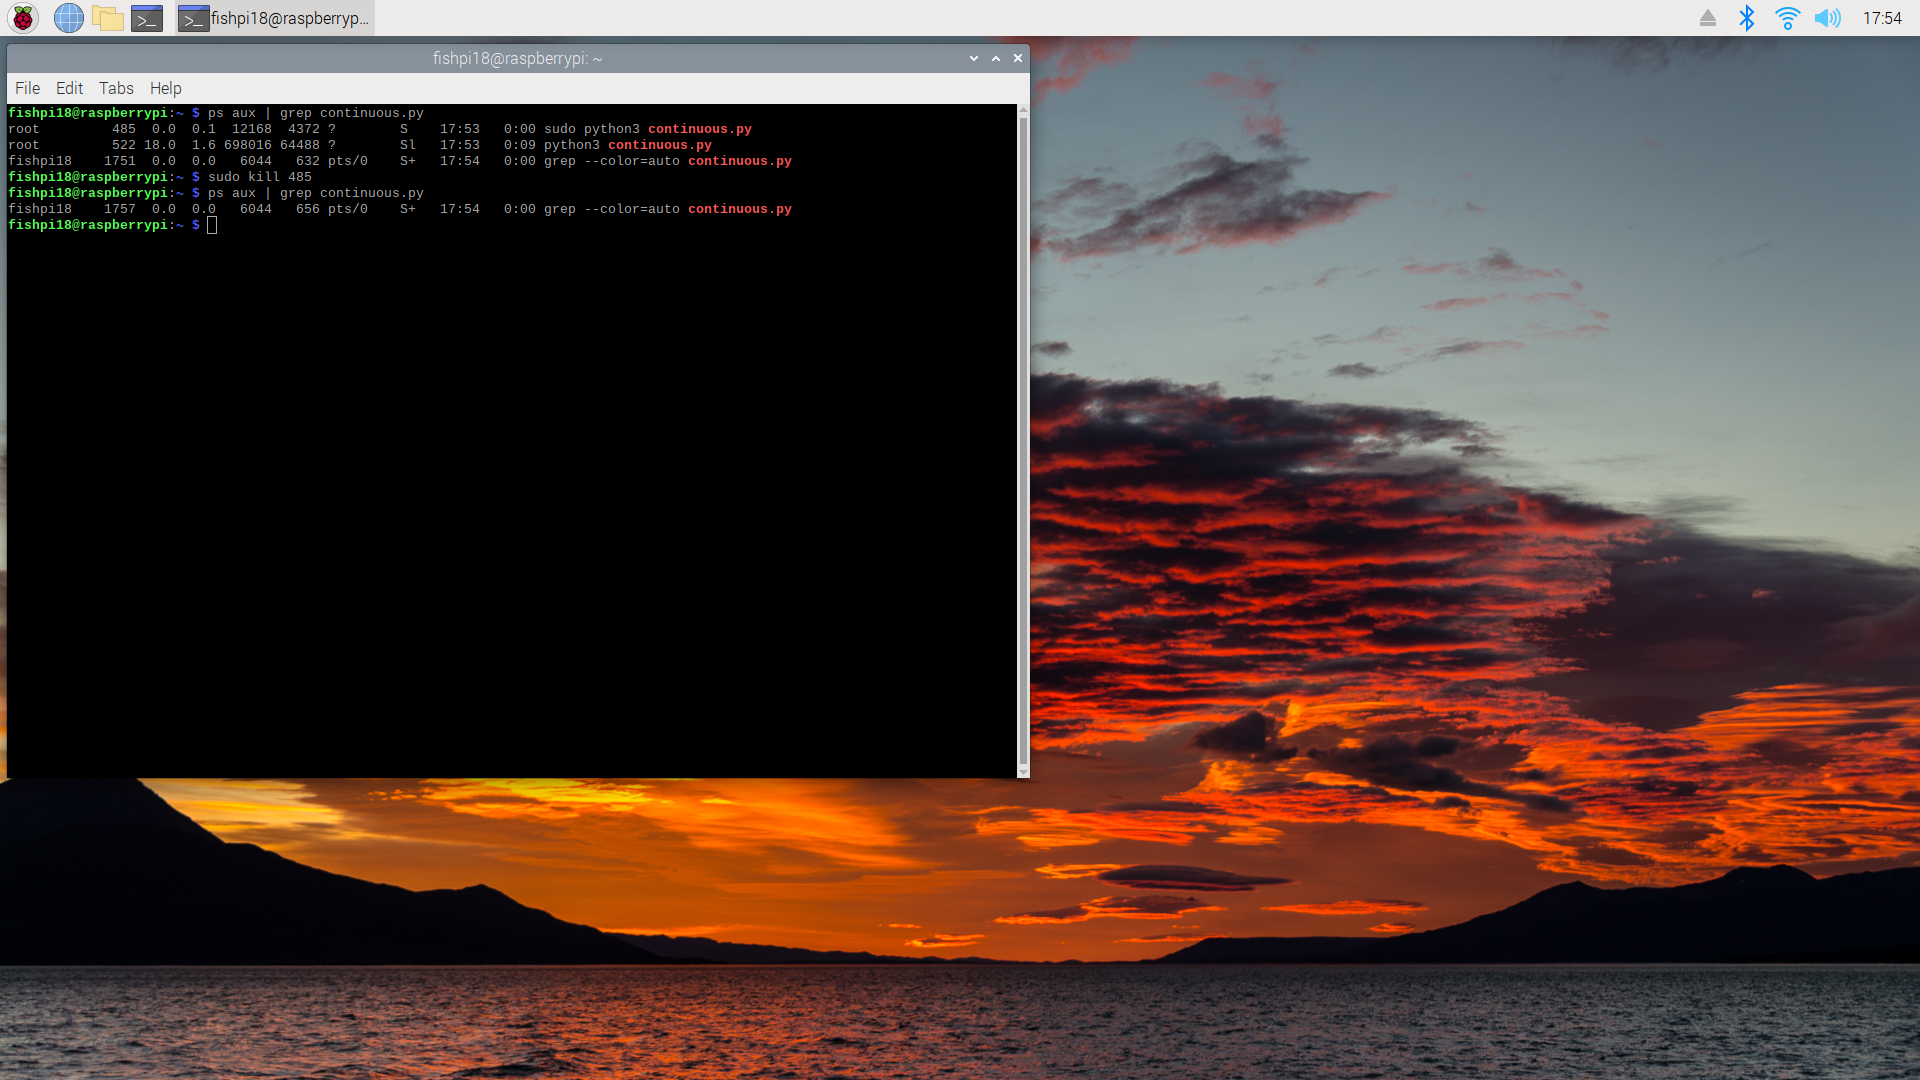 fishpi18@raspberryp... 17:54
fishpi18@raspberrypi: ~
File Edit Tabs Help
fishpi18@raspberrypi:~ $ ps aux | grep continuous.py
root         485  0.0  0.1  12168  4372 ?        S    17:53   0:00 sudo python3 continuous.py
root         522 18.0  1.6 698016 64488 ?        Sl   17:53   0:09 python3 continuous.py
fishpi18    1751  0.0  0.0   6044   632 pts/0    S+   17:54   0:00 grep --color=auto continuous.py
fishpi18@raspberrypi:~ $ sudo kill 485
fishpi18@raspberrypi:~ $ ps aux | grep continuous.py
fishpi18    1757  0.0  0.0   6044   656 pts/0    S+   17:54   0:00 grep --color=auto continuous.py
fishpi18@raspberrypi:~ $